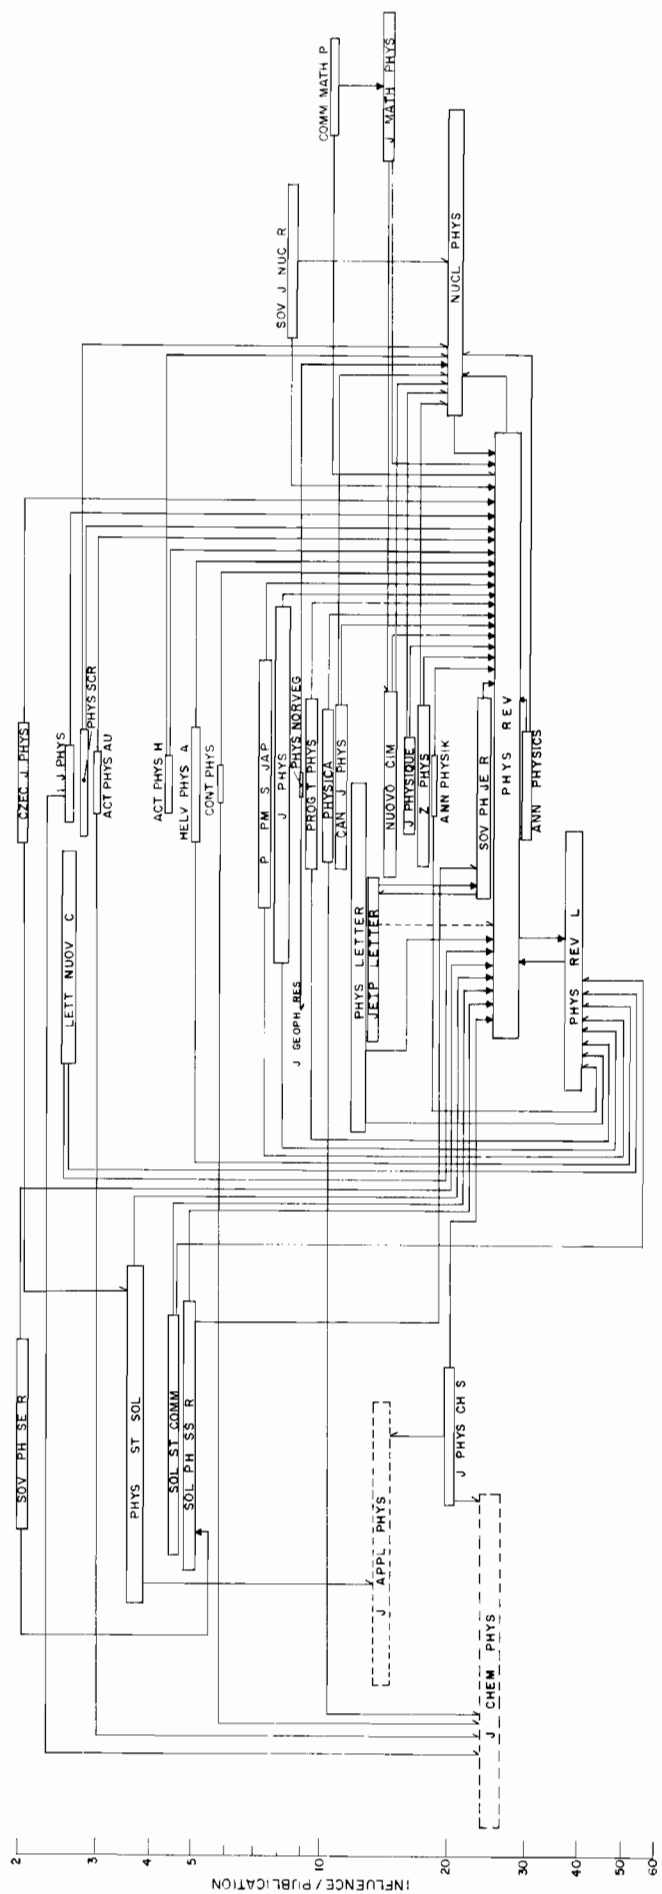 COMM MATH P
J MATH PHYS
SOV J NUC R
NUCL PHYS
CZEC J PHYS
I J PHYS
PHYS SCR
ACT PHYS AU
ACT PHYS H
HELV PHYS A
CONT PHYS
P PM S JAP
J PHYS
PHYS NORVEG
PROG T PHYS
PHYSICA
CAN J PHYS
NUOVO CIM
J PHYSIQUE
Z PHYS
ANN PHYSIK
SOV PH JE R
PHYS REV
ANN PHYSICS
LETT NUOV C
J GEOPH RES
PHYS LETTER
JETP LETTER
PHYS REV L
SOV PH SE R
PHYS ST SOL
SOL ST COMM
SOL PH SS R
J APPL PHYS
J PHYS CH S
J CHEM PHYS
INFLUENCE / PUBLICATION
2
3
4
5
10
20
30
40
50
60